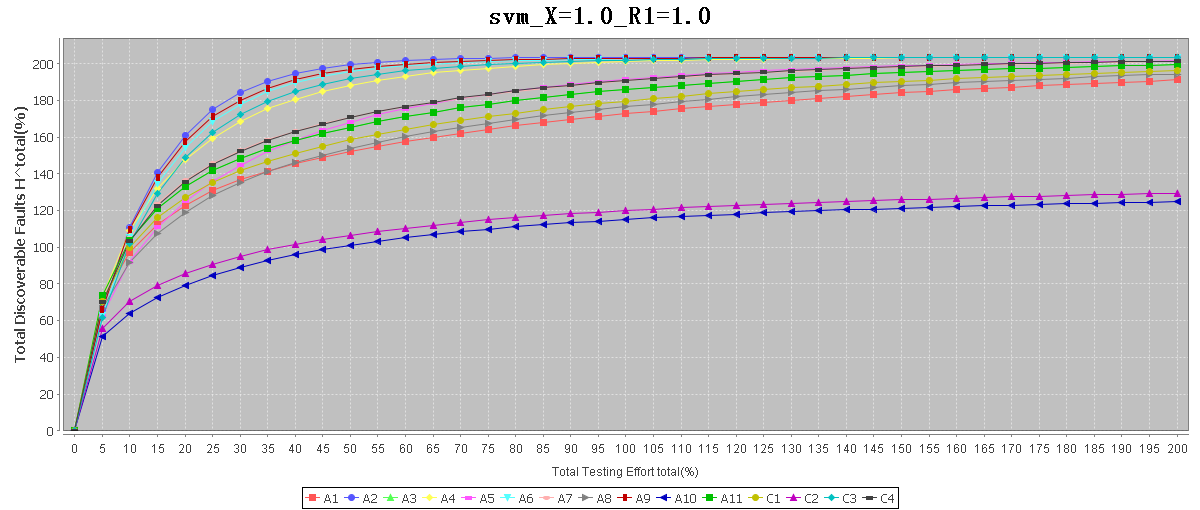 svm_X=1.0_R1=1.0
Total Discoverable Faults H^total(%)
200
180
160
140
120
100
80
60
40
20
0
0 5 10 15 20 25 30 35 40 45 50 55 60 65 70 75 80 85 90 95 100 105 110 115 120 125 130 135 140 145 150 155 160 165 170 175 180 185 190 195 200
Total Testing Effort total(%)
A1 A2 A3 A4 A5 A6 A7 A8 A9 A10 A11 C1 C2 C3 C4